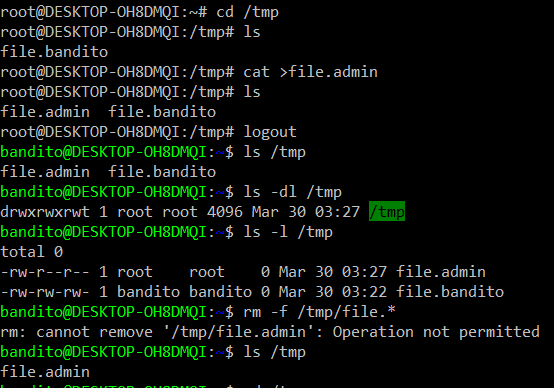 root@DESKTOP-OH8DMQI:~# cd /tmp
root@DESKTOP-OH8DMQI:/tmp# ls
file.bandito
root@DESKTOP-OH8DMQI:/tmp# cat >file.admin
root@DESKTOP-OH8DMQI:/tmp# ls
file.admin  file.bandito
root@DESKTOP-OH8DMQI:/tmp# logout
bandito@DESKTOP-OH8DMQI:~$ ls /tmp
file.admin  file.bandito
bandito@DESKTOP-OH8DMQI:~$ ls -dl /tmp
drwxrwxrwt 1 root root 4096 Mar 30 03:27 /tmp
bandito@DESKTOP-OH8DMQI:~$ ls -l /tmp
total 0
-rw-r--r-- 1 root    root    0 Mar 30 03:27 file.admin
-rw-rw-rw- 1 bandito bandito 0 Mar 30 03:22 file.bandito
bandito@DESKTOP-OH8DMQI:~$ rm -f /tmp/file.*
rm: cannot remove '/tmp/file.admin': Operation not permitted
bandito@DESKTOP-OH8DMQI:~$ ls /tmp
file.admin